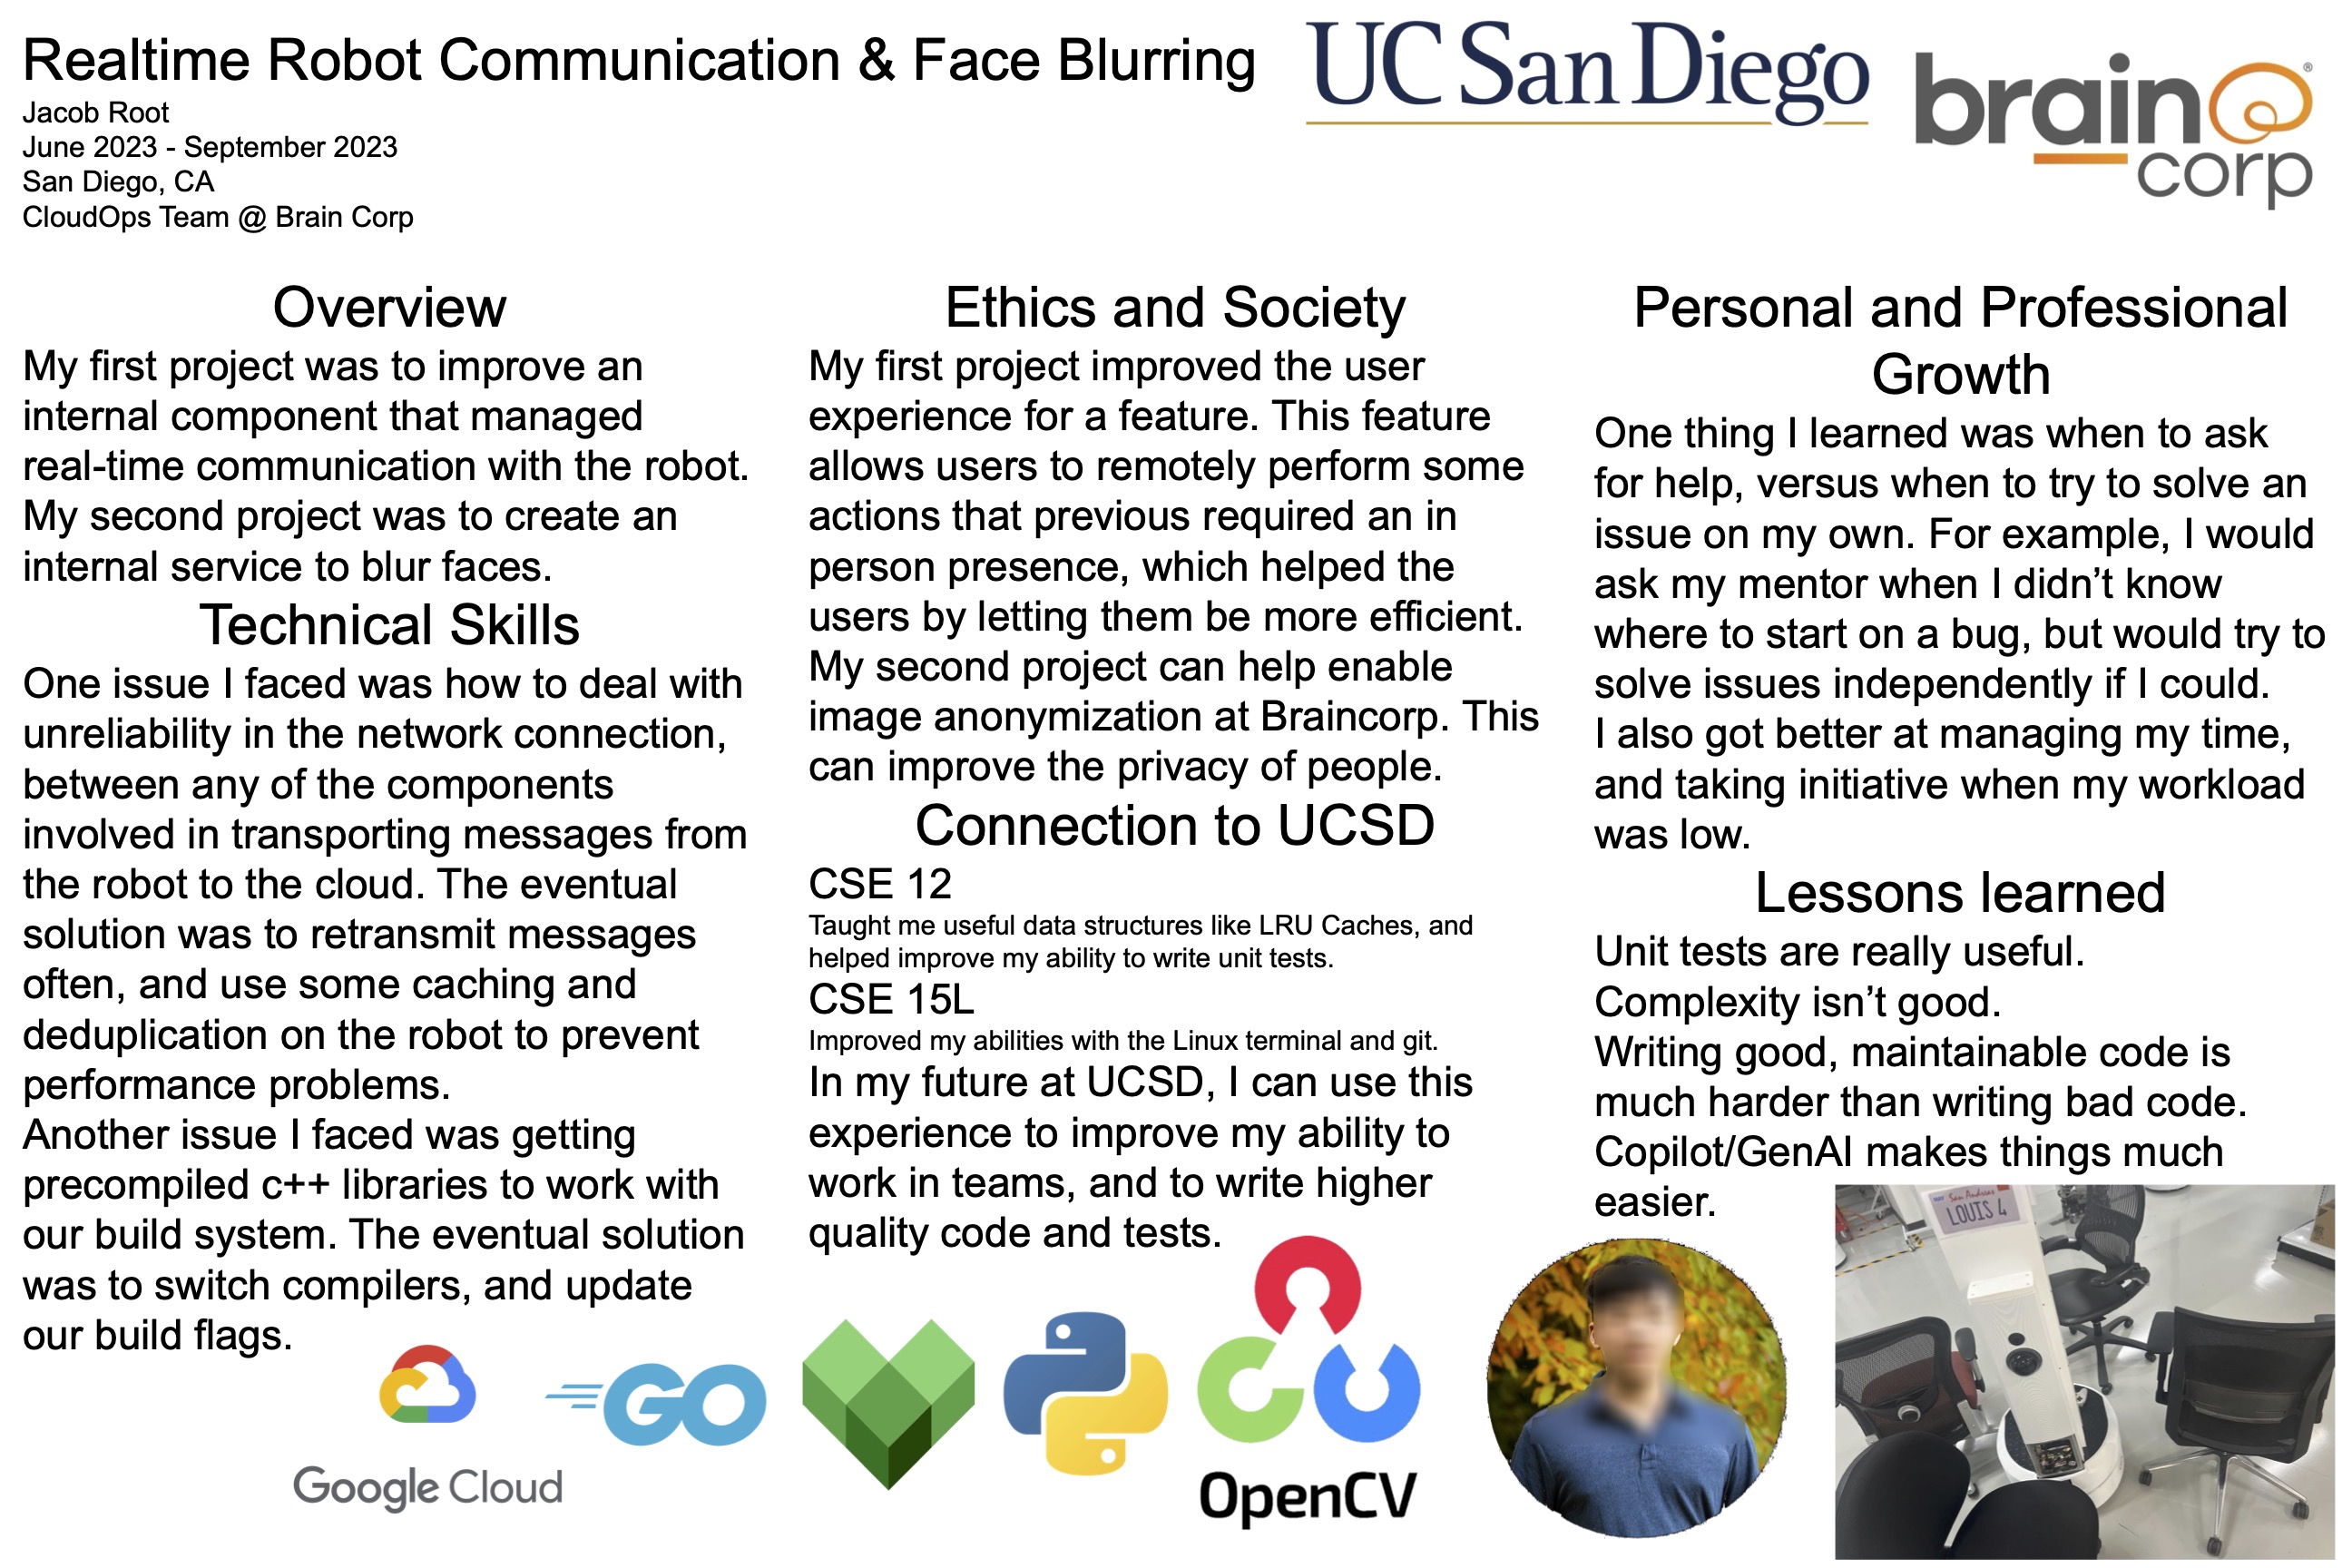 Realtime Robot Communication & Face Blurring
Jacob Root
June 2023 - September 2023
San Diego, CA
CloudOps Team @ Brain Corp
UC San Diego
brain corp®
Overview
My first project was to improve an
internal component that managed
real-time communication with the robot.
My second project was to create an
internal service to blur faces.
Technical Skills
One issue I faced was how to deal with
unreliability in the network connection,
between any of the components
involved in transporting messages from
the robot to the cloud. The eventual
solution was to retransmit messages
often, and use some caching and
deduplication on the robot to prevent
performance problems.
Another issue I faced was getting
precompiled c++ libraries to work with
our build system. The eventual solution
was to switch compilers, and update
our build flags.
Ethics and Society
My first project improved the user
experience for a feature. This feature
allows users to remotely perform some
actions that previous required an in
person presence, which helped the
users by letting them be more efficient.
My second project can help enable
image anonymization at Braincorp. This
can improve the privacy of people.
Connection to UCSD
CSE 12
Taught me useful data structures like LRU Caches, and
helped improve my ability to write unit tests.
CSE 15L
Improved my abilities with the Linux terminal and git.
In my future at UCSD, I can use this
experience to improve my ability to
work in teams, and to write higher
quality code and tests.
Personal and Professional
Growth
One thing I learned was when to ask
for help, versus when to try to solve an
issue on my own. For example, I would
ask my mentor when I didn’t know
where to start on a bug, but would try to
solve issues independently if I could.
I also got better at managing my time,
and taking initiative when my workload
was low.
Lessons learned
Unit tests are really useful.
Complexity isn’t good.
Writing good, maintainable code is
much harder than writing bad code.
Copilot/GenAI makes things much
easier.
Google Cloud
GO
OpenCV
MAY San Andreas
LOUIS 4